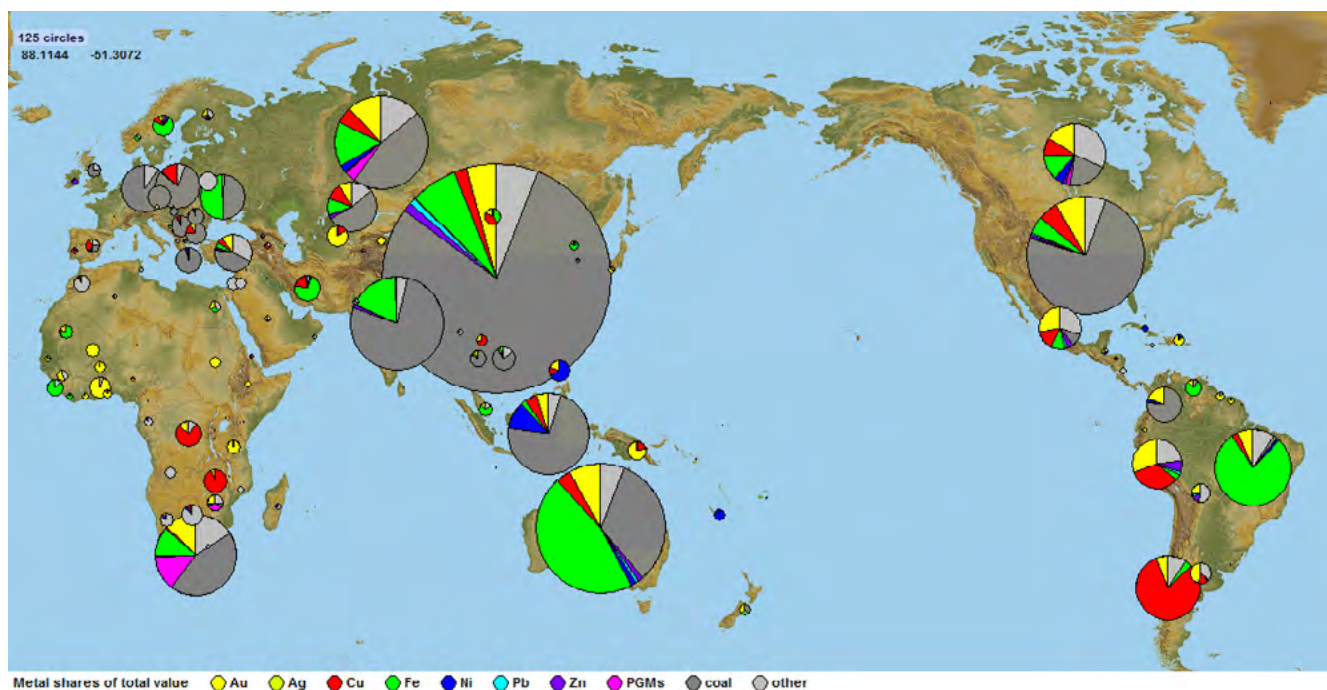 125 circles
88.1144 -51.3072
Metal shares of total value Au Ag Cu Fe Ni Pb Zn PGMs coal other